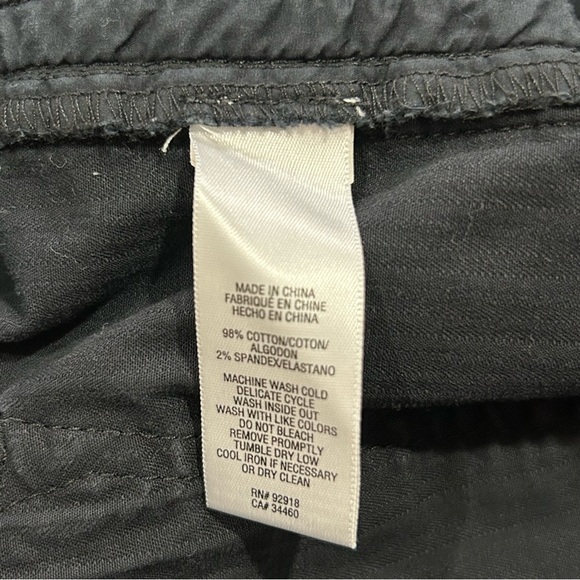 MADE IN CHINA
FABRIQUÉ EN CHINE
HECHO EN CHINA
98% COTTON/COTON/
ALGODON
2% SPANDEX/ELASTANO
MACHINE WASH COLD
DELICATE CYCLE
WASH INSIDE OUT
WASH WITH LIKE COLORS
DO NOT BLEACH
REMOVE PROMPTLY
TUMBLE DRY LOW
COOL IRON IF NECESSARY
OR DRY CLEAN
RN# 92918
CA# 34460